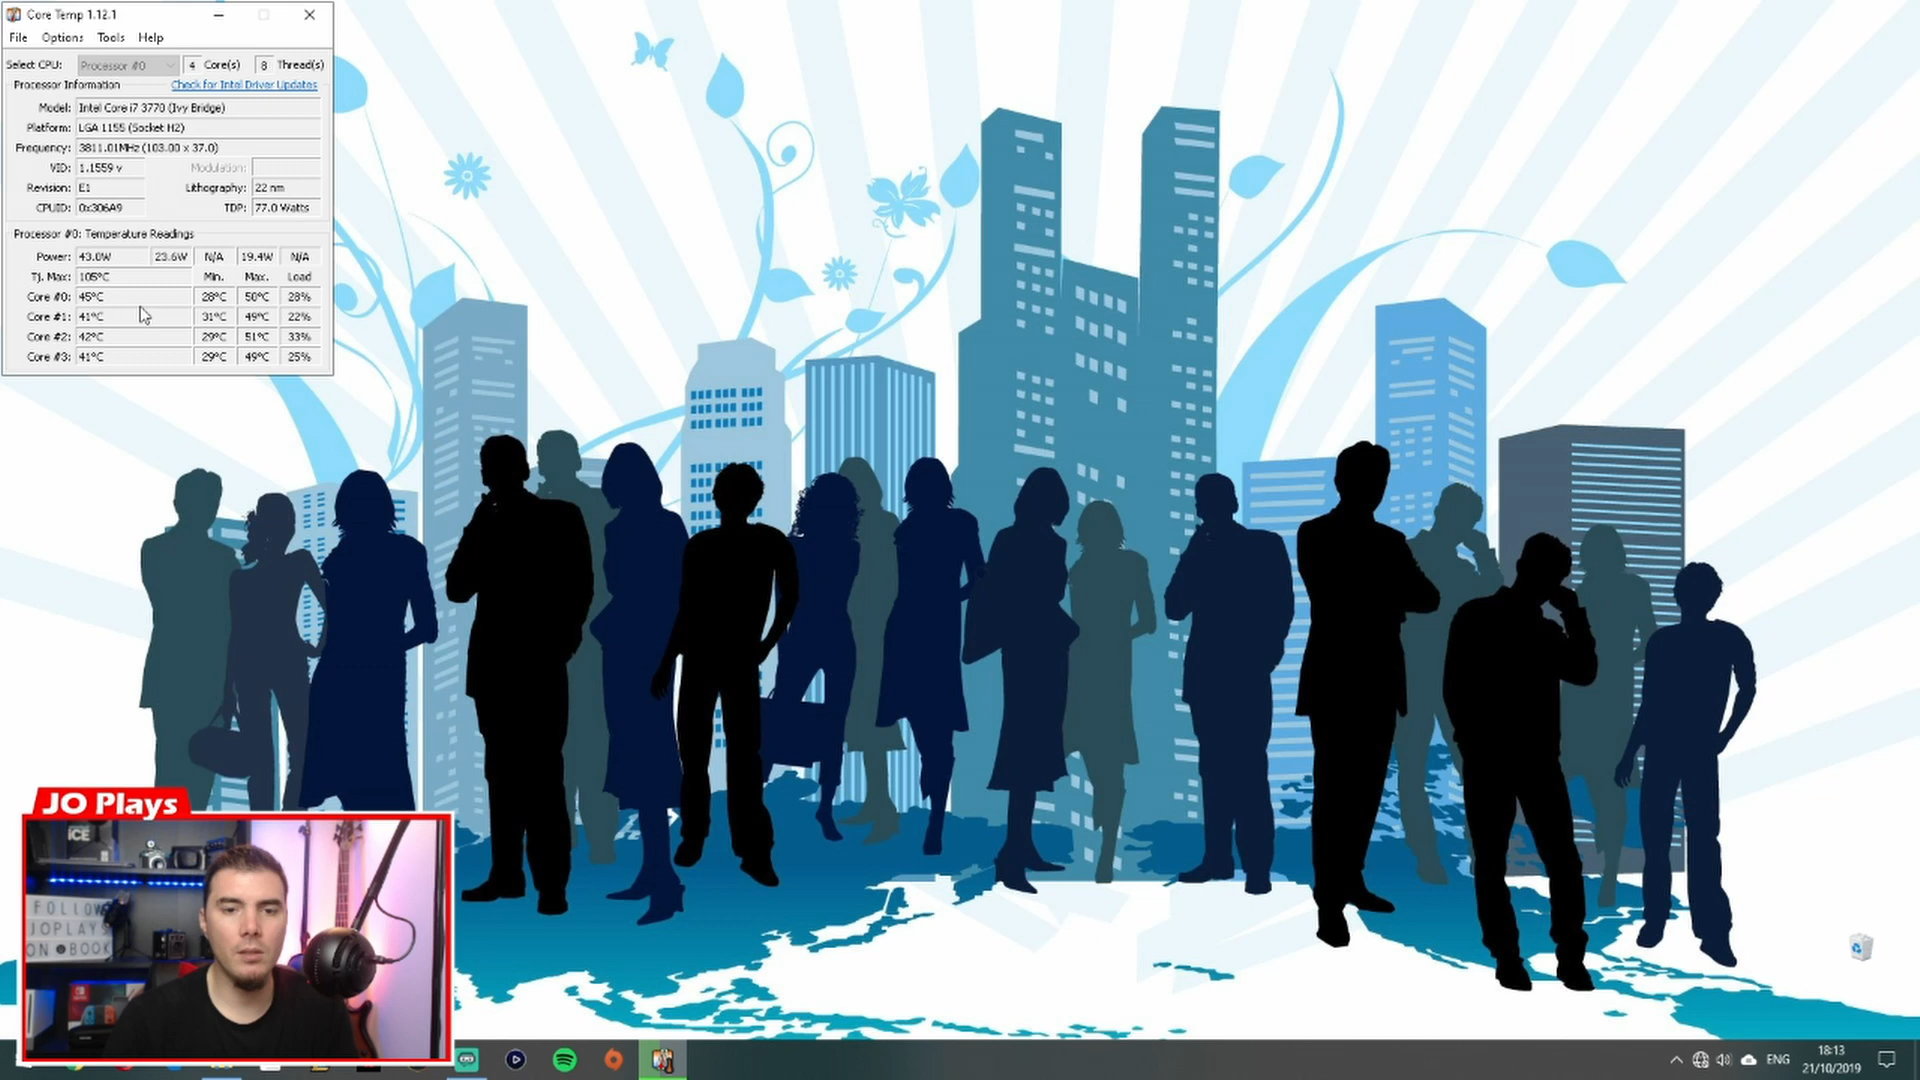 Core Temp 1.12.1
File Options Tools Help
Select CPU: Processor #0 4 Core(s) 8 Thread(s)
Processor Information Check for Intel Driver Updates
Model: Intel Core i7 3770 (Ivy Bridge)
Platform: LGA 1155 (Socket H2)
Frequency: 3811.01MHz (103.00 x 37.0)
VID: 1.1559 v Modulation:
Revision: E1 Lithography: 22 nm
CPUID: 0x306A9 TDP: 77.0 Watts
Processor #0: Temperature Readings
Power: 43.0W 23.6W N/A 19.4W N/A
Tj. Max: 105°C Min. Max. Load
Core #0: 45°C 28°C 50°C 28%
Core #1: 41°C 31°C 49°C 22%
Core #2: 42°C 29°C 51°C 33%
Core #3: 41°C 29°C 49°C 25%
JO Plays
ICE
FOLLOW
JOPLAYS
ON BOOK
ENG
18:13
21/10/2019